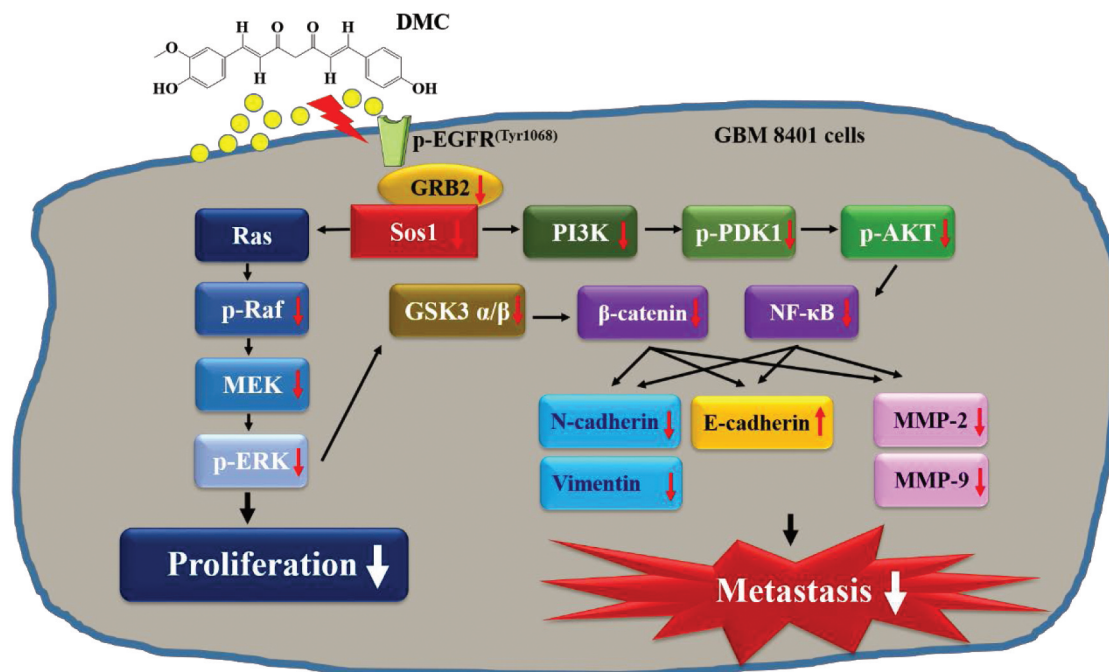 DMC
H
O
O
H
O
HO
H
H
OH
p-EGFR(Tyr1068)
GBM 8401 cells
GRB2
Ras
Sos1
PI3K
p-PDK1
p-AKT
p-Raf
GSK3 α/β
β-catenin
NF-κB
MEK
N-cadherin
E-cadherin
MMP-2
p-ERK
Vimentin
MMP-9
Proliferation
Metastasis